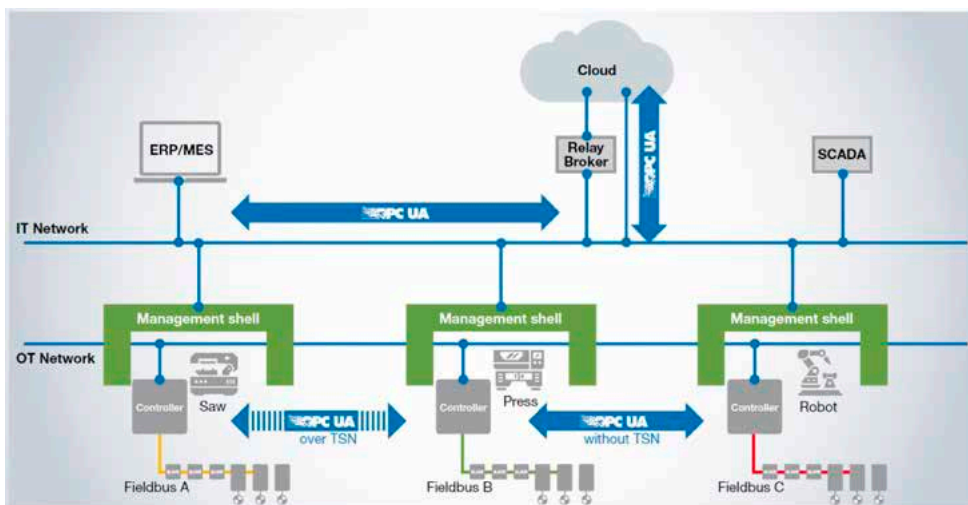 Cloud
ERP/MES
Relay
Broker
OPC UA
SCADA
OPC UA
IT Network
Management shell
Management shell
Management shell
OT Network
Controller
Saw
Controller
Press
Controller
Robot
OPC UA
over TSN
OPC UA
without TSN
Fieldbus A
Fieldbus B
Fieldbus C